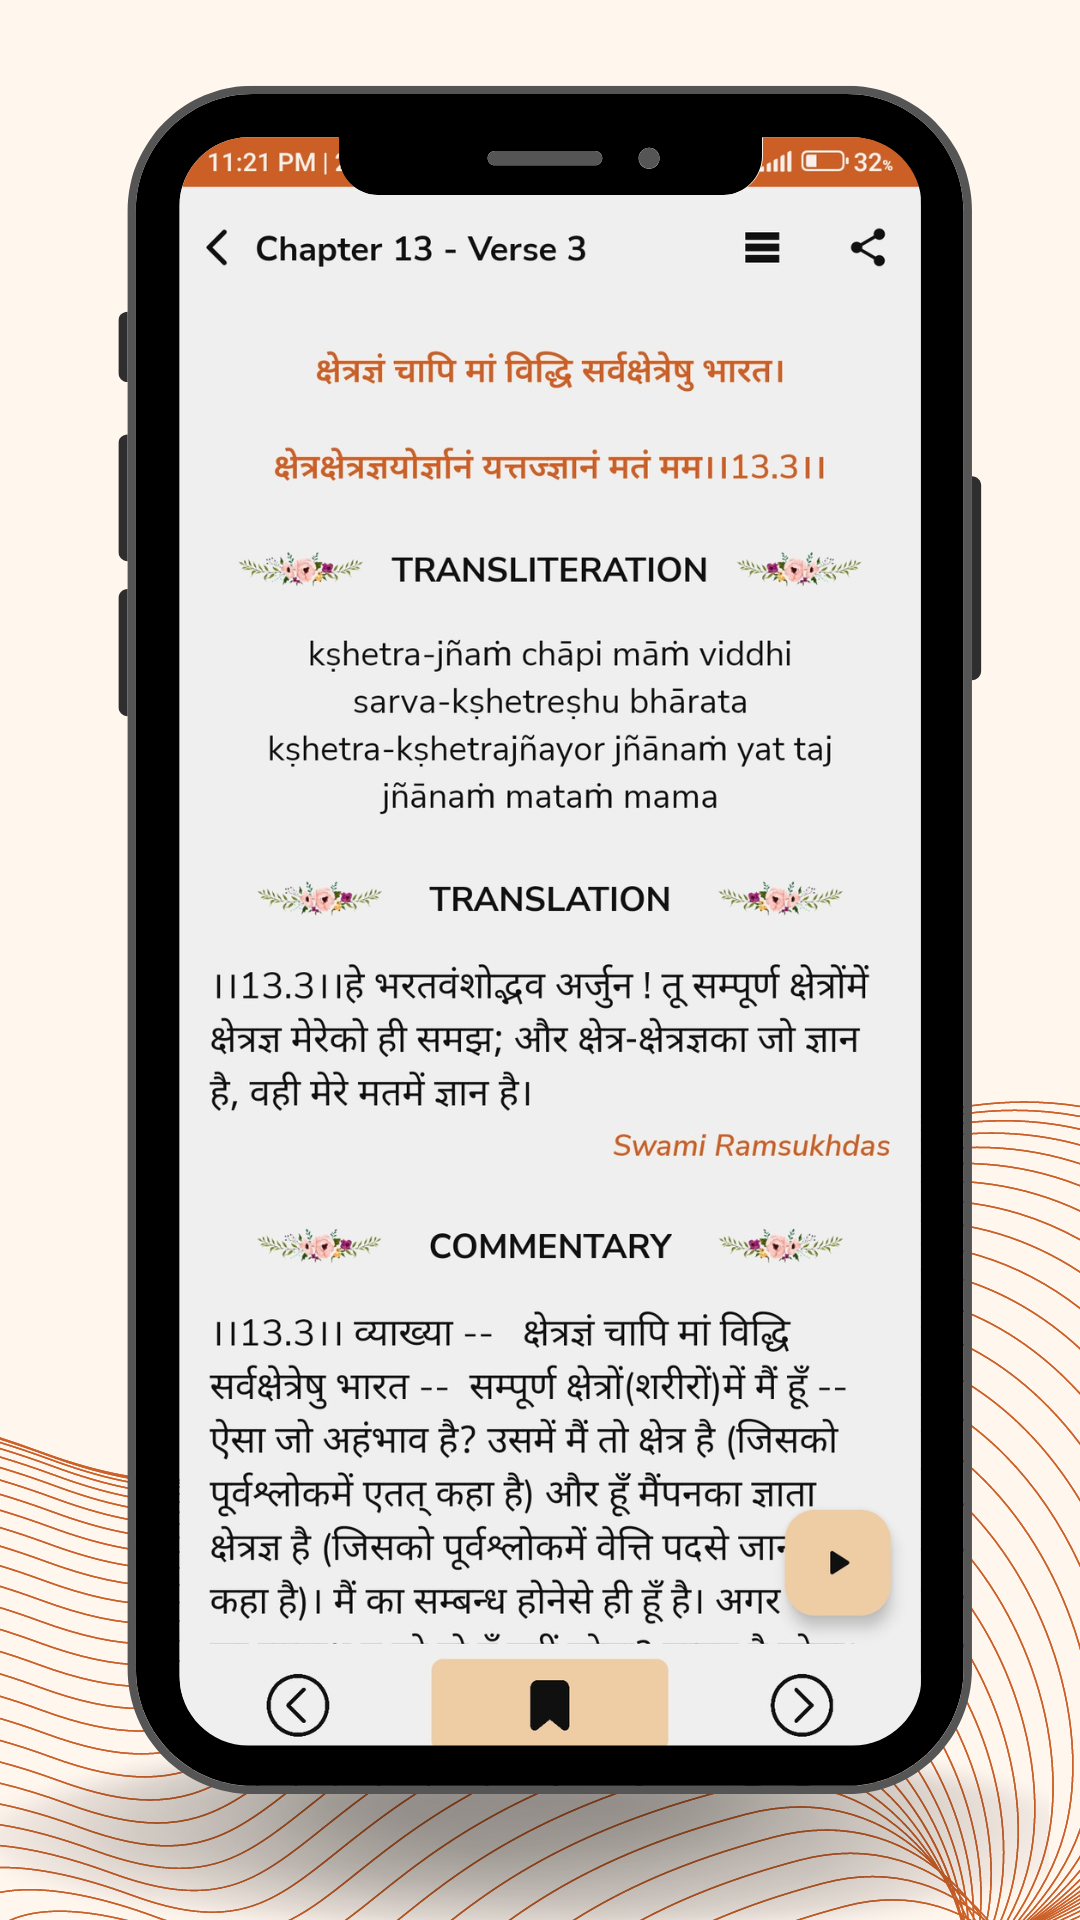 11:21 PM |
32%
Chapter 13 - Verse 3
क्षेत्रज्ञं चापि मां विद्धि सर्वक्षेत्रेषु भारत।
क्षेत्रक्षेत्रज्ञयोर्ज्ञानं यत्तज्ज्ञानं मतं मम।।13.3।।
TRANSLITERATION
kṣhetra-jñaṁ chāpi māṁ viddhi
sarva-kṣhetreṣhu bhārata
kṣhetra-kṣhetrajñayor jñānaṁ yat taj
jñānaṁ mataṁ mama
TRANSLATION
।।13.3।।हे भरतवंशोद्भव अर्जुन ! तू सम्पूर्ण क्षेत्रोंमें
क्षेत्रज्ञ मेरेको ही समझ; और क्षेत्र-क्षेत्रज्ञका जो ज्ञान
है, वही मेरे मतमें ज्ञान है।
Swami Ramsukhdas
COMMENTARY
।।13.3।। व्याख्या -- क्षेत्रज्ञं चापि मां विद्धि
सर्वक्षेत्रेषु भारत -- सम्पूर्ण क्षेत्रों(शरीरों)में मैं हूँ --
ऐसा जो अहंभाव है? उसमें मैं तो क्षेत्र है (जिसको
पूर्वश्लोकमें एतत् कहा है) और हूँ मैंपनका ज्ञाता
क्षेत्रज्ञ है (जिसको पूर्वश्लोकमें वेत्ति पदसे
कहा है)। मैं का सम्बन्ध होनेसे ही हूँ है। अगर